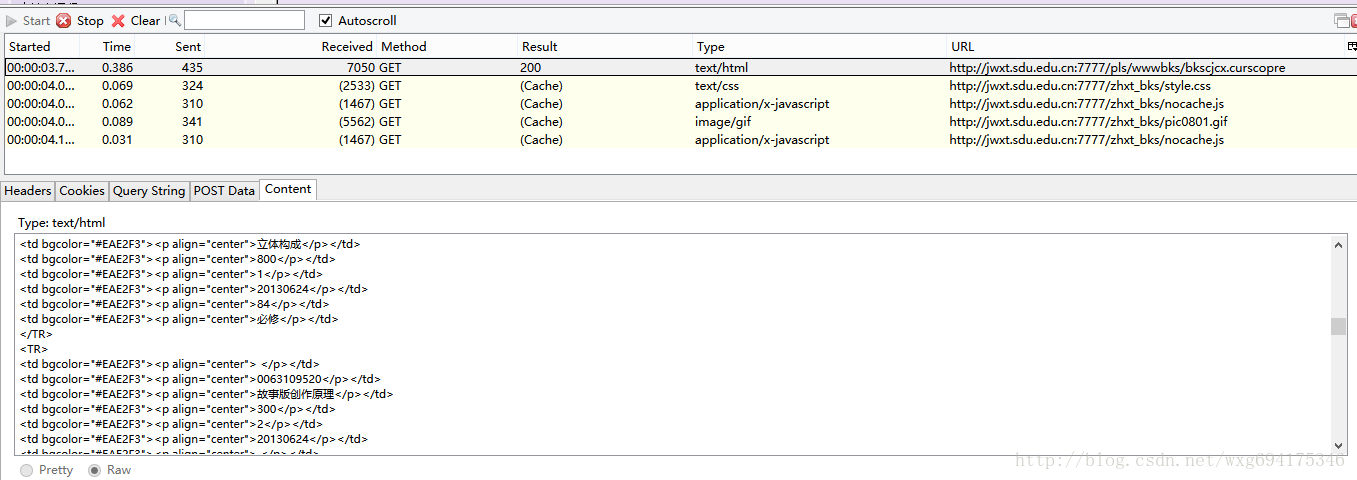 Start Stop Clear Autoscroll
Started Time Sent Received Method Result Type URL
00:00:03.7... 0.386 435 7050 GET 200 text/html http://jwxt.sdu.edu.cn:7777/pls/wwwbks/bkscjcx.curscopre
00:00:04.0... 0.069 324 (2533) GET (Cache) text/css http://jwxt.sdu.edu.cn:7777/zhxt_bks/style.css
00:00:04.0... 0.062 310 (1467) GET (Cache) application/x-javascript http://jwxt.sdu.edu.cn:7777/zhxt_bks/nocache.js
00:00:04.0... 0.089 341 (5562) GET (Cache) image/gif http://jwxt.sdu.edu.cn:7777/zhxt_bks/pic0801.gif
00:00:04.1... 0.031 310 (1467) GET (Cache) application/x-javascript http://jwxt.sdu.edu.cn:7777/zhxt_bks/nocache.js
Headers Cookies Query String POST Data Content
Type: text/html
<td bgcolor="#EAE2F3"><p align="center">立体构成</p></td>
<td bgcolor="#EAE2F3"><p align="center">800</p></td>
<td bgcolor="#EAE2F3"><p align="center">1</p></td>
<td bgcolor="#EAE2F3"><p align="center">20130624</p></td>
<td bgcolor="#EAE2F3"><p align="center">84</p></td>
<td bgcolor="#EAE2F3"><p align="center">必修</p></td>
</TR>
<TR>
<td bgcolor="#EAE2F3"><p align="center"> </p></td>
<td bgcolor="#EAE2F3"><p align="center">0063109520</p></td>
<td bgcolor="#EAE2F3"><p align="center">故事版创作原理</p></td>
<td bgcolor="#EAE2F3"><p align="center">300</p></td>
<td bgcolor="#EAE2F3"><p align="center">2</p></td>
<td bgcolor="#EAE2F3"><p align="center">20130624</p></td>
Pretty Raw
http://blog.csdn.net/wxg694175346